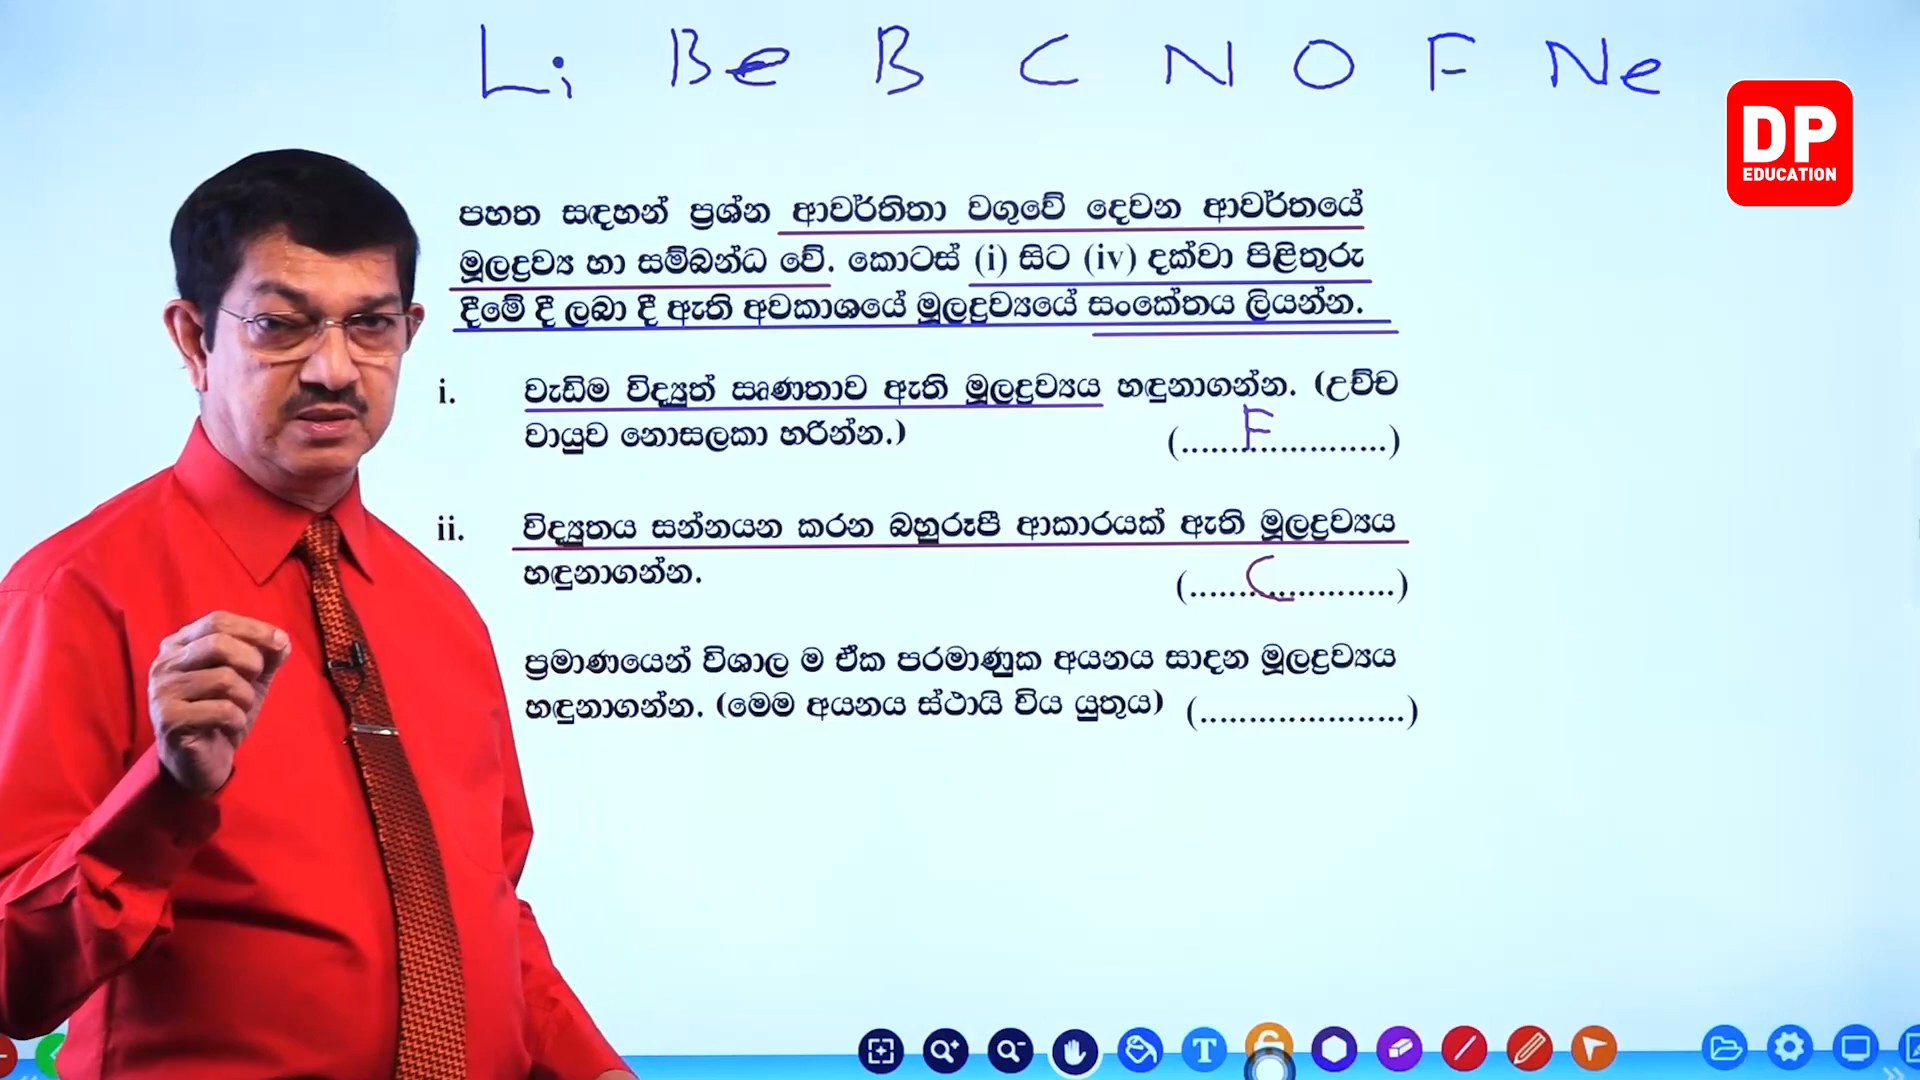 Li Be B C N O F Ne
DP
EDUCATION
පහත සඳහන් ප්‍රශ්න ආවර්තිතා වගුවේ දෙවන ආවර්තයේ
මූලද්‍රව්‍ය හා සම්බන්ධ වේ. කොටස් (i) සිට (iv) දක්වා පිළිතුරු
දීමේ දී ලබා දී ඇති අවකාශයේ මූලද්‍රව්‍යයේ සංකේතය ලියන්න.
i. වැඩිම විද්‍යුත් සෘණතාව ඇති මූලද්‍රව්‍යය හඳුනාගන්න. (උච්ච
වායුව නොසලකා හරින්න.) (......F...............)
ii. විද්‍යුතය සන්නයන කරන බහුරූපී ආකාරයක් ඇති මූලද්‍රව්‍යය
හඳුනාගන්න. (......C...............)
ප්‍රමාණයෙන් විශාල ම ඒක පරමාණුක අයනය සාදන මූලද්‍රව්‍යය
හඳුනාගන්න. (මෙම අයනය ස්ථායි විය යුතුය) (.....................)
T